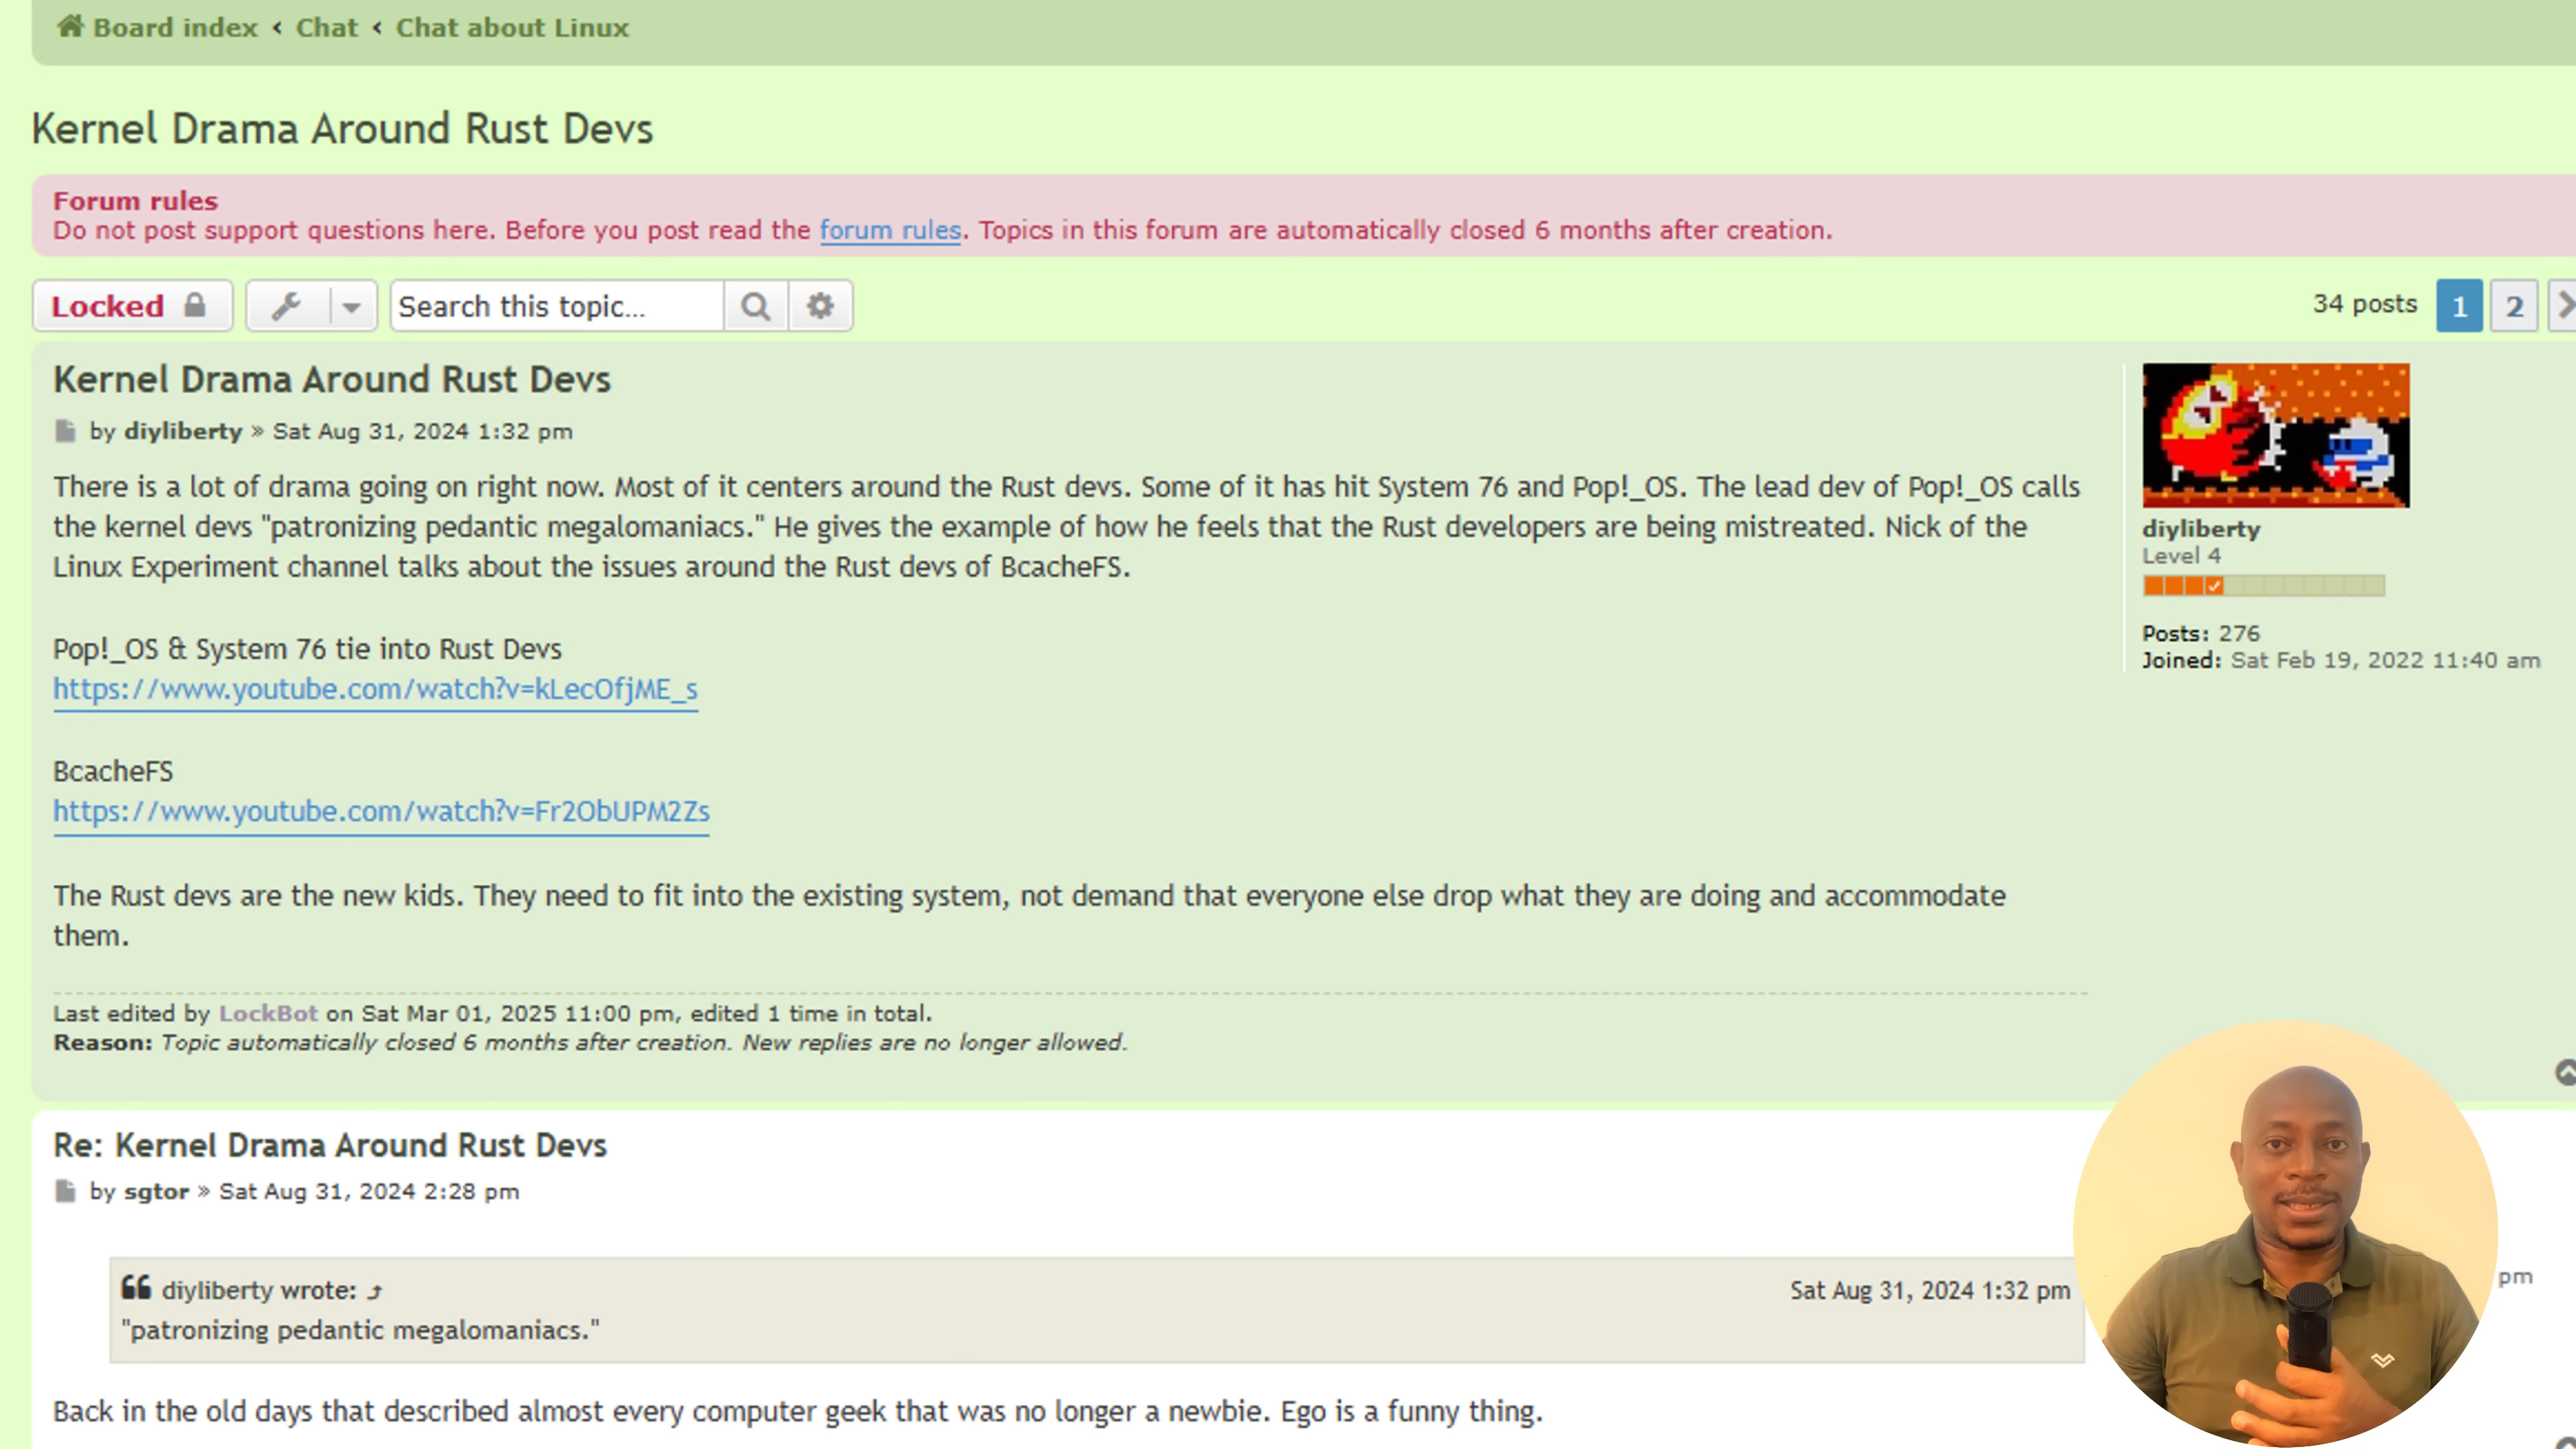 Board index ‹ Chat ‹ Chat about Linux
Kernel Drama Around Rust Devs
Forum rules
Do not post support questions here. Before you post read the forum rules. Topics in this forum are automatically closed 6 months after creation.
Locked
Search this topic...
34 posts 1 2
Kernel Drama Around Rust Devs
by diyliberty » Sat Aug 31, 2024 1:32 pm
There is a lot of drama going on right now. Most of it centers around the Rust devs. Some of it has hit System 76 and Pop!_OS. The lead dev of Pop!_OS calls
the kernel devs "patronizing pedantic megalomaniacs." He gives the example of how he feels that the Rust developers are being mistreated. Nick of the
Linux Experiment channel talks about the issues around the Rust devs of BcacheFS.
Pop!_OS & System 76 tie into Rust Devs
https://www.youtube.com/watch?v=kLecOfjME_s
BcacheFS
https://www.youtube.com/watch?v=Fr2ObUPM2Zs
The Rust devs are the new kids. They need to fit into the existing system, not demand that everyone else drop what they are doing and accommodate
them.
Last edited by LockBot on Sat Mar 01, 2025 11:00 pm, edited 1 time in total.
Reason: Topic automatically closed 6 months after creation. New replies are no longer allowed.
diyliberty
Level 4
Posts: 276
Joined: Sat Feb 19, 2022 11:40 am
Re: Kernel Drama Around Rust Devs
by sgtor » Sat Aug 31, 2024 2:28 pm
diyliberty wrote: Sat Aug 31, 2024 1:32 pm
"patronizing pedantic megalomaniacs."
Back in the old days that described almost every computer geek that was no longer a newbie. Ego is a funny thing.
pm